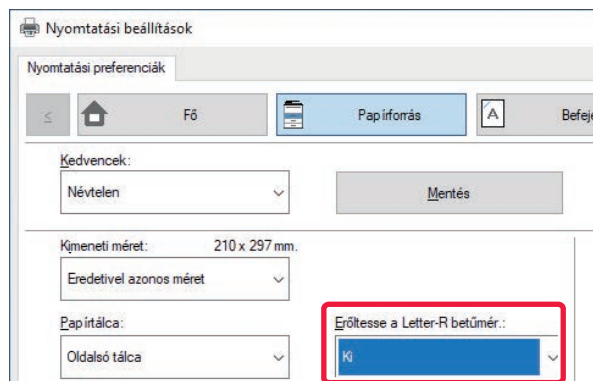 Nyomtatási beállítások
Nyomtatási preferenciák
<
Fő
Papírforrás
A
Befeje
Kedvencek:
Névtelen
Mentés
Kimeneti méret: 210 x 297 mm.
Eredetivel azonos méret
Papírtálca: Erőltesse a Letter-R betűmér.:
Oldalsó tálca Ki